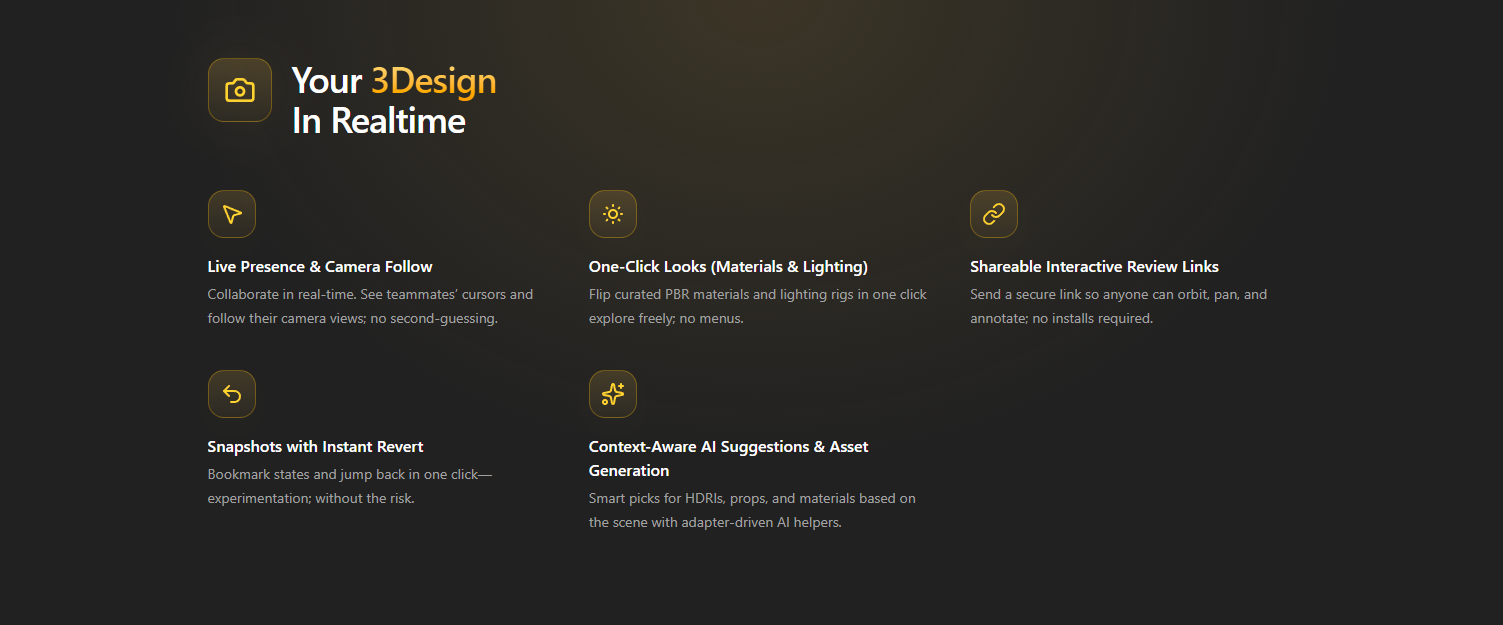 Your 3Design
In Realtime
Live Presence & Camera Follow
Collaborate in real-time. See teammates’ cursors and
follow their camera views; no second-guessing.
One-Click Looks (Materials & Lighting)
Flip curated PBR materials and lighting rigs in one click
explore freely; no menus.
Shareable Interactive Review Links
Send a secure link so anyone can orbit, pan, and
annotate; no installs required.
Snapshots with Instant Revert
Bookmark states and jump back in one click—
experimentation; without the risk.
Context-Aware AI Suggestions & Asset
Generation
Smart picks for HDRIs, props, and materials based on
the scene with adapter-driven AI helpers.